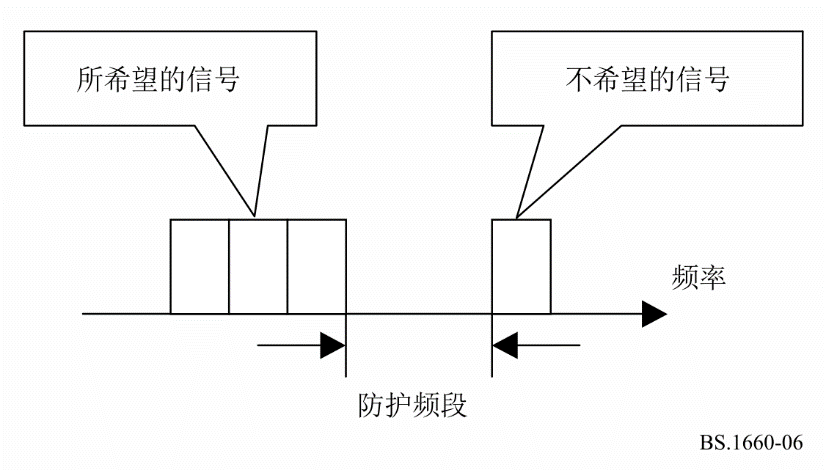 所希望的信号
不希望的信号
频率
防护频段
BS.1660-06